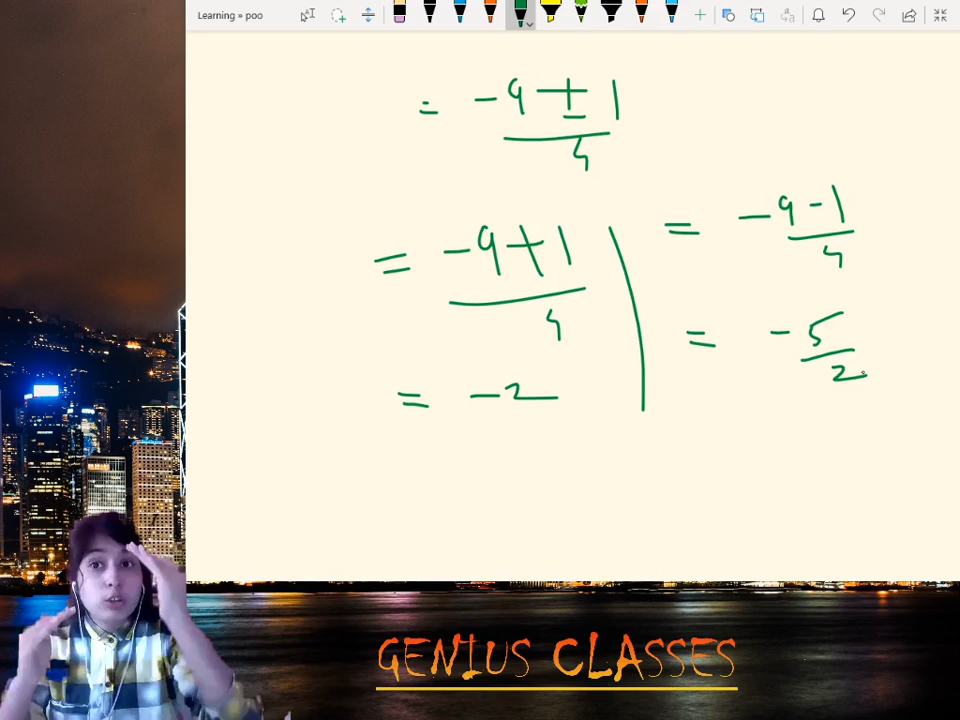 Learning » poo
= -9 ± 1
4
= -9+1
4
= -2
= -9-1
4
= -5
2
GENIUS CLASSES